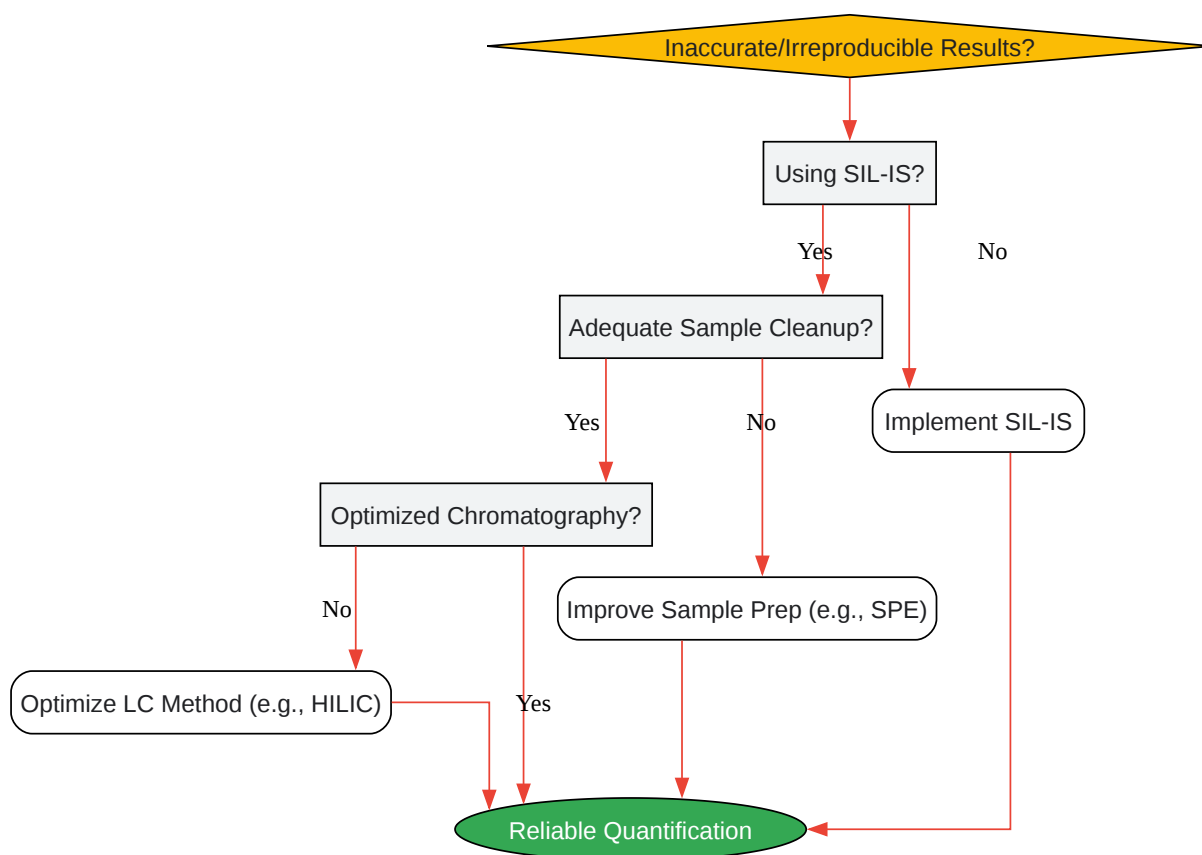 Inaccurate/Irreproducible Results?
Using SIL-IS?
Yes
No
Adequate Sample Cleanup?
Yes
No
Implement SIL-IS
Optimized Chromatography?
No
Improve Sample Prep (e.g., SPE)
Optimize LC Method (e.g., HILIC)
Yes
Reliable Quantification